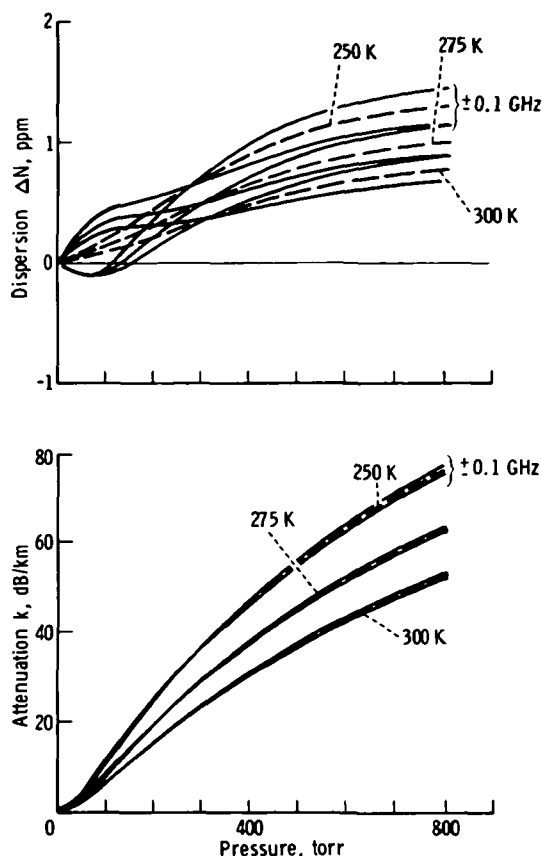 2
250 K
275 K
± 0.1 GHz
1
300 K
0
-1
Dispersion ΔN, ppm
80
250 K
± 0.1 GHz
275 K
60
40
300 K
20
0
400
800
Attenuation k, dB/km
Pressure, torr